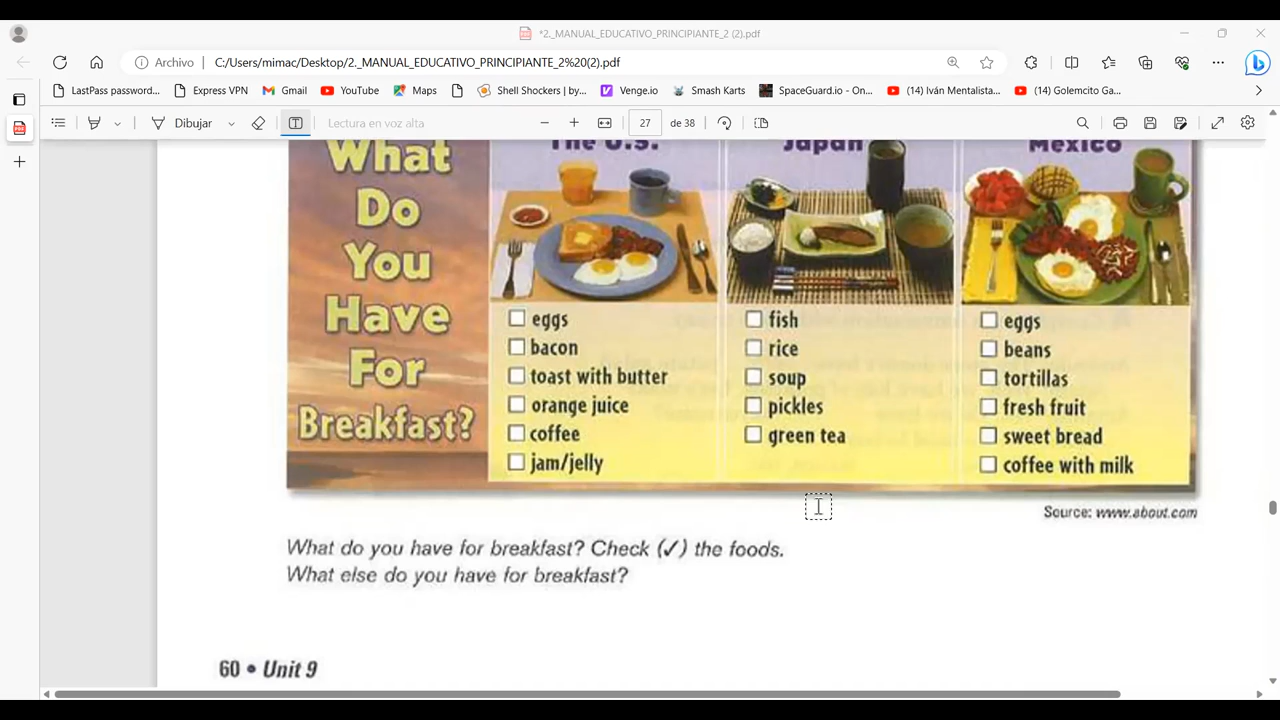 *2._MANUAL_EDUCATIVO_PRINCIPIANTE_2 (2).pdf
Archivo C:/Users/mimac/Desktop/2._MANUAL_EDUCATIVO_PRINCIPIANTE_2%20(2).pdf
LastPass password... Express VPN Gmail YouTube Maps Shell Shockers | by... Venge.io Smash Karts SpaceGuard.io - On... (14) Iván Mentalista... (14) Golemcito Ga...
Dibujar Lectura en voz alta 27 de 38
What
Do
You
Have
For
Breakfast?
The U.S.
eggs
bacon
toast with butter
orange juice
coffee
jam/jelly
Japan
fish
rice
soup
pickles
green tea
Mexico
eggs
beans
tortillas
fresh fruit
sweet bread
coffee with milk
Source: www.about.com
What do you have for breakfast? Check (✓) the foods.
What else do you have for breakfast?
60 • Unit 9